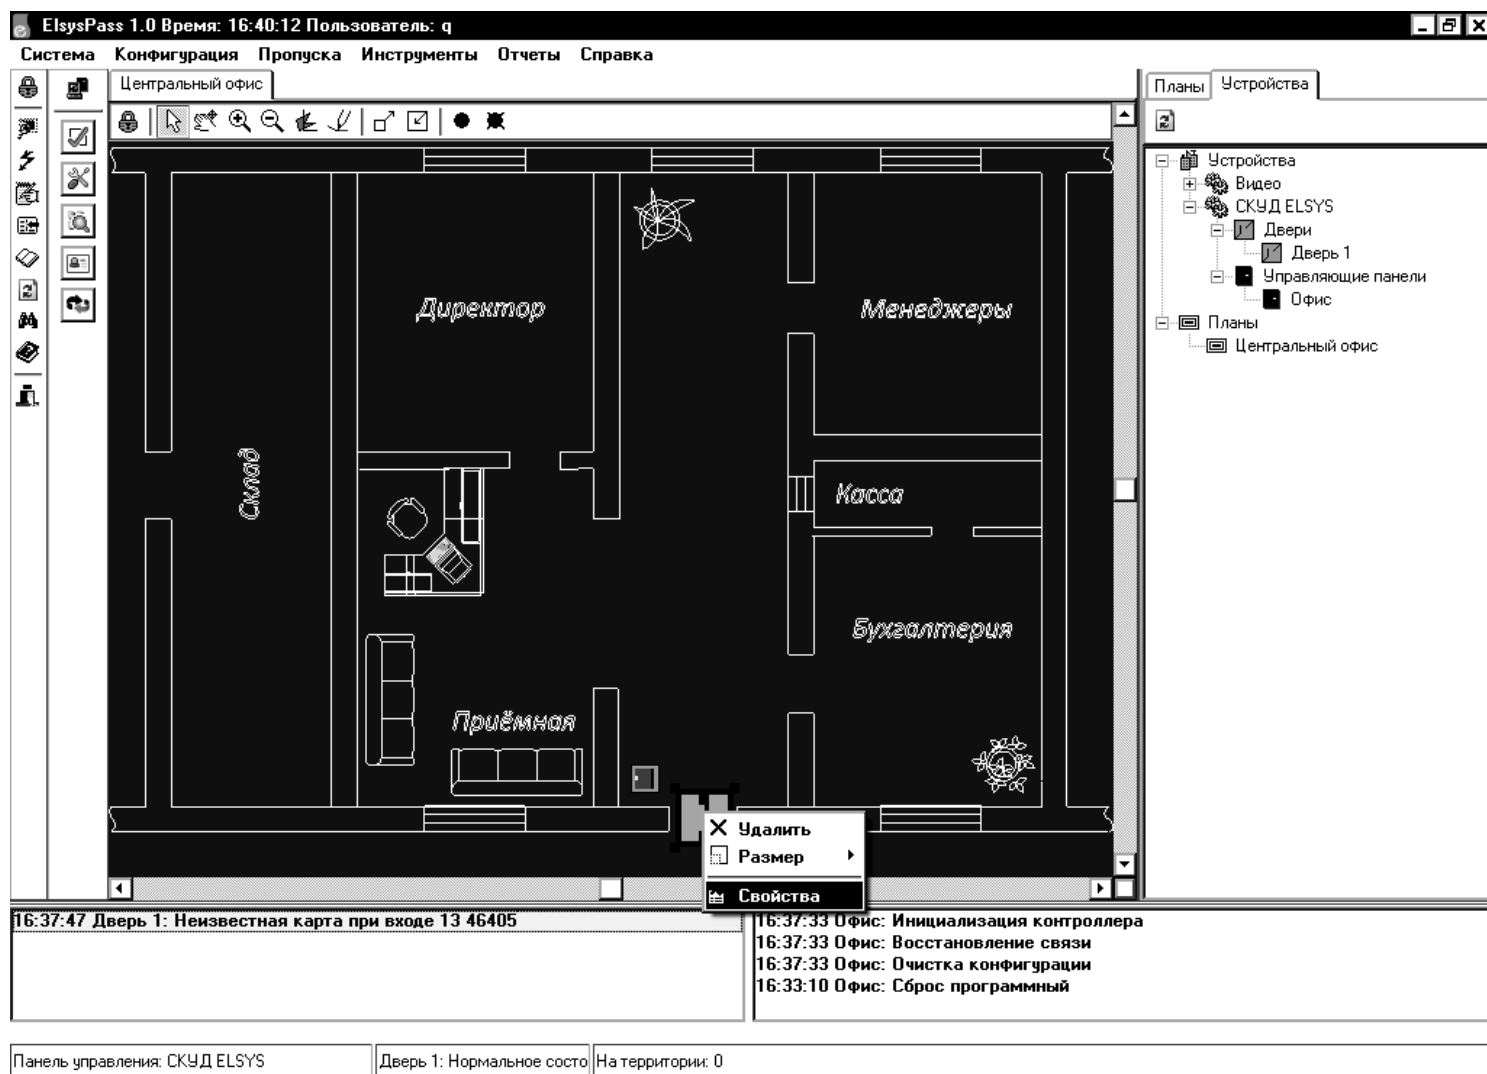 ElsysPass 1.0 Время: 16:40:12 Пользователь: q
Система Конфигурация Пропуска Инструменты Отчеты Справка
Центральный офис
Планы Устройства
Устройства
Видео
СКУД ELSYS
Двери
Дверь 1
Управляющие панели
Офис
Планы
Центральный офис
Директор
Менеджеры
Склад
Касса
Бухгалтерия
Приёмная
Удалить
Размер
Свойства
16:37:47 Дверь 1: Неизвестная карта при входе 13 46405
16:37:33 Офис: Инициализация контроллера
16:37:33 Офис: Восстановление связи
16:37:33 Офис: Очистка конфигурации
16:33:10 Офис: Сброс программный
Панель управления: СКУД ELSYS
Дверь 1: Нормальное состо
На территории: 0